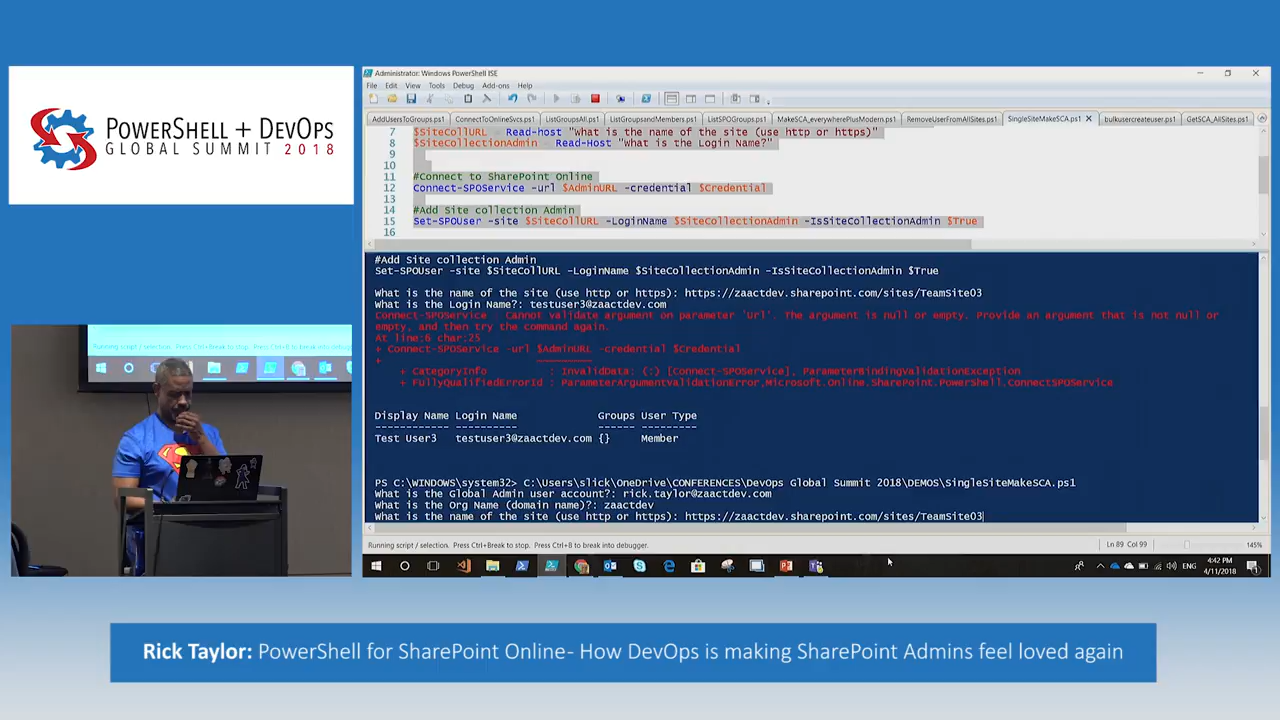 POWERSHELL + DEVOPS
GLOBAL SUMMIT 2018
Administrator: Windows PowerShell ISE
File Edit View Tools Debug Add-ons Help
AddUsersToGroups.ps1 ConnectToOnlineSvcs.ps1 ListGroupsAll.ps1 ListGroupsandMembers.ps1 ListSPOGroups.ps1 MakeSCA_everywherePlusModern.ps1 RemoveUserFromAllSites.ps1 SingleSiteMakeSCA.ps1 bulkusercreateuser.ps1 GetSCA_AllSites.ps1
7 $SiteCollURL = Read-host "What is the name of the site (use http or https)"
8 $SiteCollectionAdmin = Read-Host "What is the Login Name?"
9
10
11 #Connect to SharePoint Online
12 Connect-SPOService -url $AdminURL -credential $Credential
13
14 #Add Site collection Admin
15 Set-SPOUser -site $SiteCollURL -LoginName $SiteCollectionAdmin -IsSiteCollectionAdmin $True
16
#Add Site collection Admin
Set-SPOUser -site $SiteCollURL -LoginName $SiteCollectionAdmin -IsSiteCollectionAdmin $True
What is the name of the site (use http or https): https://zaactdev.sharepoint.com/sites/TeamSite03
What is the Login Name?: testuser3@zaactdev.com
Connect-SPOService : Cannot validate argument on parameter 'Url'. The argument is null or empty. Provide an argument that is not null or
empty, and then try the command again.
At line:6 char:25
+ Connect-SPOService -url $AdminURL -credential $Credential
+ ~~~~~~~~~
+ CategoryInfo : InvalidData: (:) [Connect-SPOService], ParameterBindingValidationException
+ FullyQualifiedErrorId : ParameterArgumentValidationError,Microsoft.Online.SharePoint.PowerShell.ConnectSPOService
Display Name Login Name Groups User Type
------------ ---------- ------ ---------
Test User3 testuser3@zaactdev.com {} Member
PS C:\WINDOWS\system32> C:\Users\slick\OneDrive\CONFERENCES\DevOps Global Summit 2018\DEMOS\SingleSiteMakeSCA.ps1
What is the Global Admin user account?: rick.taylor@zaactdev.com
What is the Org Name (domain name)?: zaactdev
What is the name of the site (use http or https): https://zaactdev.sharepoint.com/sites/TeamSite03
Running script / selection. Press Ctrl+Break to stop. Press Ctrl+B to break into debugger.
Ln 89 Col 99 145%
ENG
4:42 PM
4/11/2018
Running script / selection. Press Ctrl+Break to stop. Press Ctrl+B to break into debugger.
Rick Taylor: PowerShell for SharePoint Online- How DevOps is making SharePoint Admins feel loved again